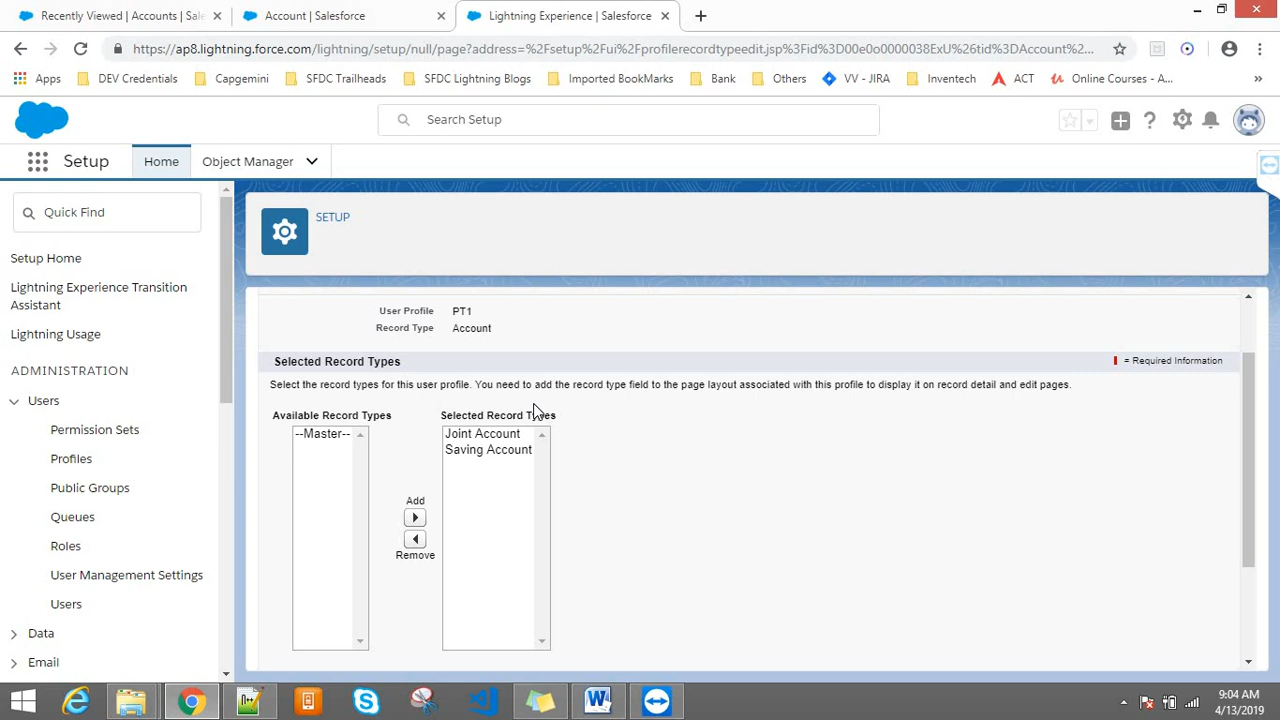 Recently Viewed | Accounts | Sal
Account | Salesforce
Lightning Experience | Salesforce
https://ap8.lightning.force.com/lightning/setup/null/page?address=%2Fsetup%2Fui%2Fprofilerecordtypeedit.jsp%3Fid%3D00e0o0000038ExU%26tid%3DAccount%2...
Apps
DEV Credentials
Capgemini
SFDC Trailheads
SFDC Lightning Blogs
Imported BookMarks
Bank
Others
VV - JIRA
Inventech
ACT
Online Courses - A...
Search Setup
Setup
Home
Object Manager
Quick Find
Setup Home
Lightning Experience Transition
Assistant
Lightning Usage
ADMINISTRATION
Users
Permission Sets
Profiles
Public Groups
Queues
Roles
User Management Settings
Users
Data
Email
SETUP
User Profile PT1
Record Type Account
Selected Record Types
= Required Information
Select the record types for this user profile. You need to add the record type field to the page layout associated with this profile to display it on record detail and edit pages.
Available Record Types
Selected Record Types
--Master--
Joint Account
Saving Account
Add
Remove
9:04 AM
4/13/2019